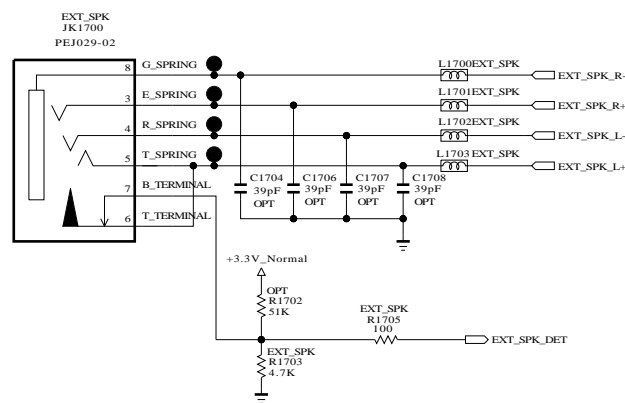 EXT_SPK
JK1700
PEJ029-02
8 G_SPRING
3 E_SPRING
4 R_SPRING
5 T_SPRING
7 B_TERMINAL
6 T_TERMINAL
L1700EXT_SPK
EXT_SPK_R-
L1701EXT_SPK
EXT_SPK_R+
L1702EXT_SPK
EXT_SPK_L-
L1703 EXT_SPK
EXT_SPK_L+
C1704
39pF
OPT
C1706
39pF
OPT
C1707
39pF
OPT
C1708
39pF
OPT
+3.3V_Normal
OPT
R1702
51K
EXT_SPK
R1705
100
EXT_SPK_DET
EXT_SPK
R1703
4.7K